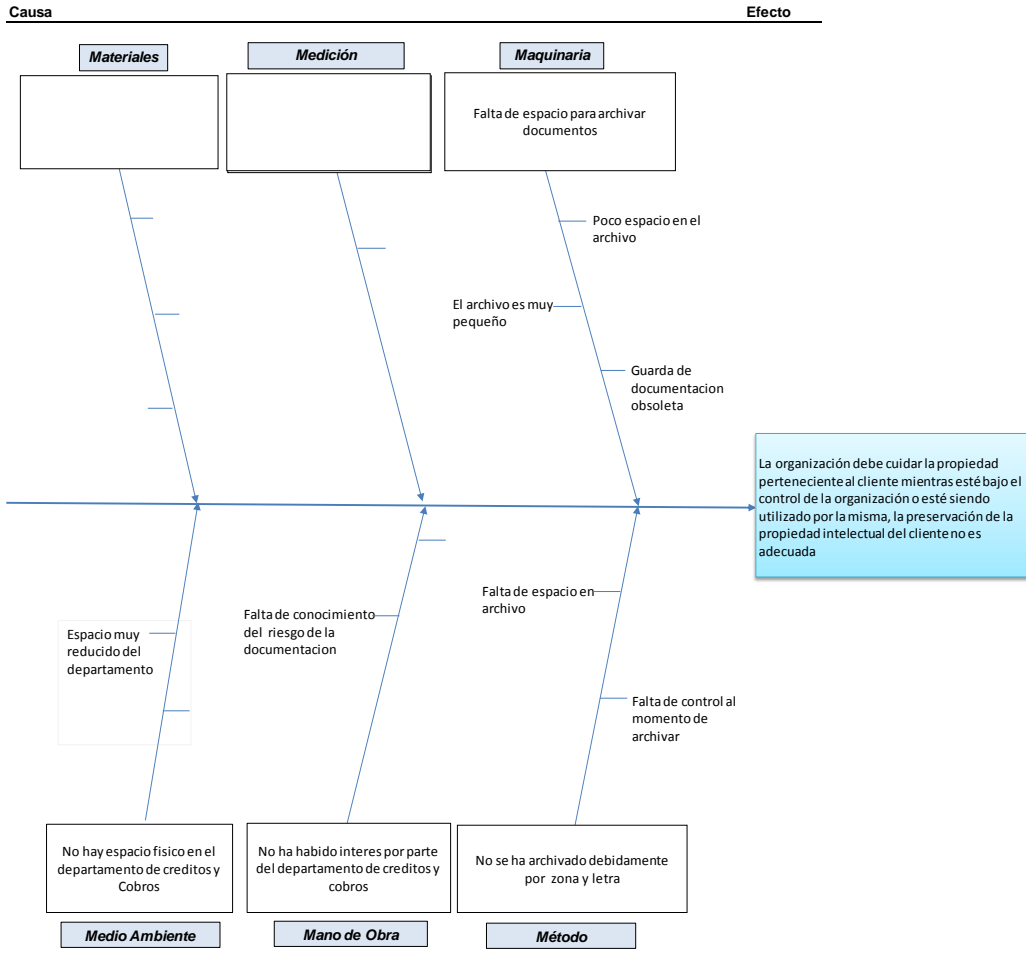 Causa
Efecto
Materiales
Medición
Maquinaria
Falta de espacio para archivar
documentos
Poco espacio en el
archivo
El archivo es muy
pequeño
Guarda de
documentacion
obsoleta
La organización debe cuidar la propiedad
perteneciente al cliente mientras esté bajo el
control de la organización o esté siendo
utilizado por la misma, la preservación de la
propiedad intelectual del cliente no es
adecuada
Espacio muy
reducido del
departamento
Falta de conocimiento
del riesgo de la
documentacion
Falta de espacio en
archivo
Falta de control al
momento de
archivar
No hay espacio fisico en el
departamento de creditos y
Cobros
No ha habido interes por parte
del departamento de creditos y
cobros
No se ha archivado debidamente
por zona y letra
Medio Ambiente
Mano de Obra
Método